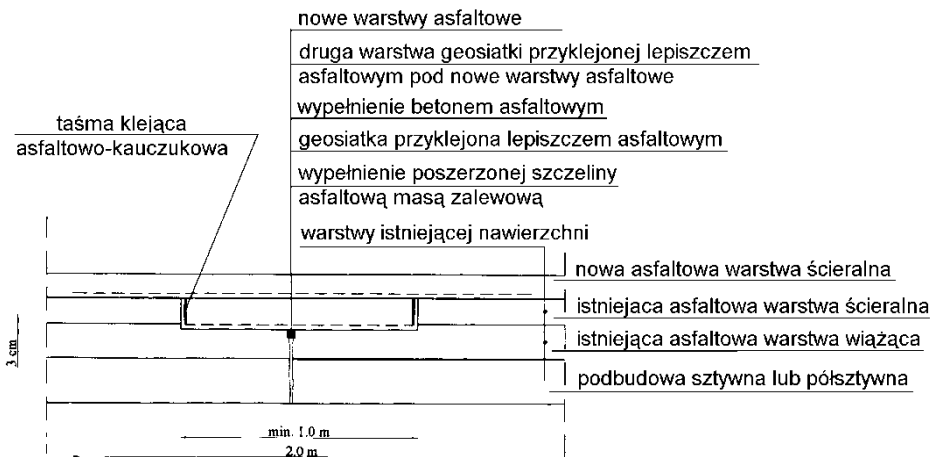 nowe warstwy asfaltowe
druga warstwa geosiatki przyklejonej lepiszczem
asfaltowym pod nowe warstwy asfaltowe
wypełnienie betonem asfaltowym
geosiatka przyklejona lepiszczem asfaltowym
wypełnienie poszerzonej szczeliny
asfaltową masą zalewową
warstwy istniejącej nawierzchni
taśma klejąca
asfaltowo-kauczukowa
nowa asfaltowa warstwa ścieralna
istniejaca asfaltowa warstwa ścieralna
istniejąca asfaltowa warstwa wiążąca
podbudowa sztywna lub półsztywna
3 cm
min. 1.0 m
2.0 m